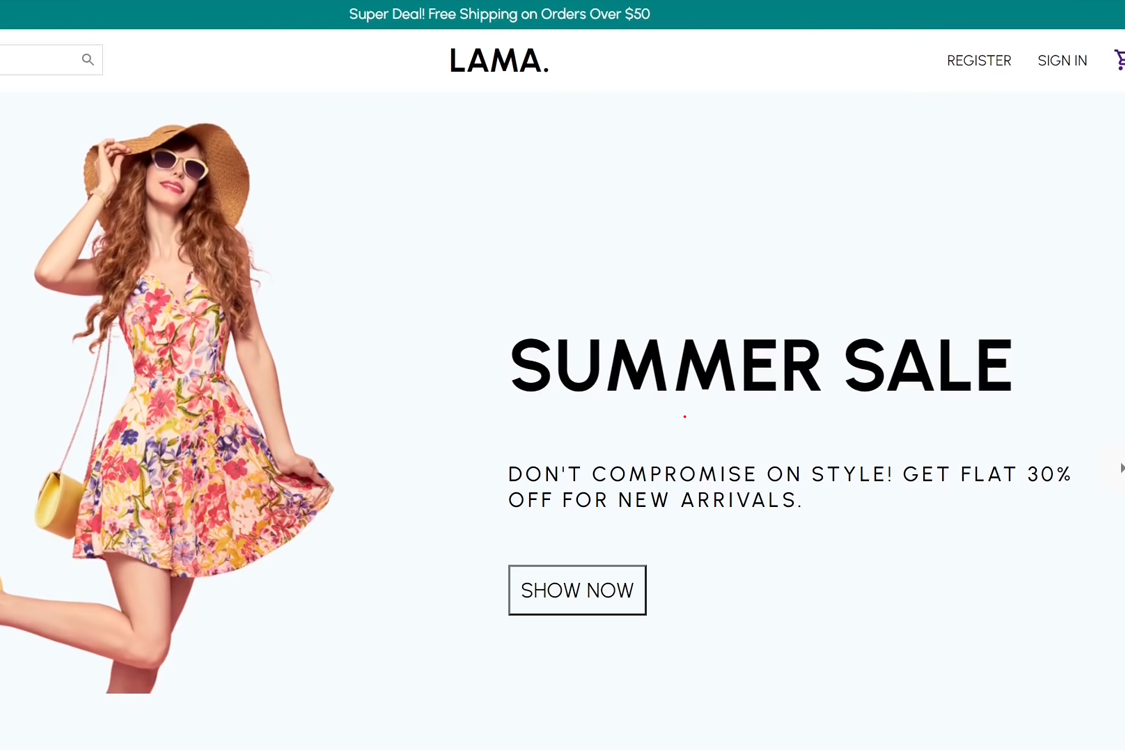 Super Deal! Free Shipping on Orders Over $50
LAMA.
REGISTER
SIGN IN
SUMMER SALE
DON'T COMPROMISE ON STYLE! GET FLAT 30%
OFF FOR NEW ARRIVALS.
SHOW NOW